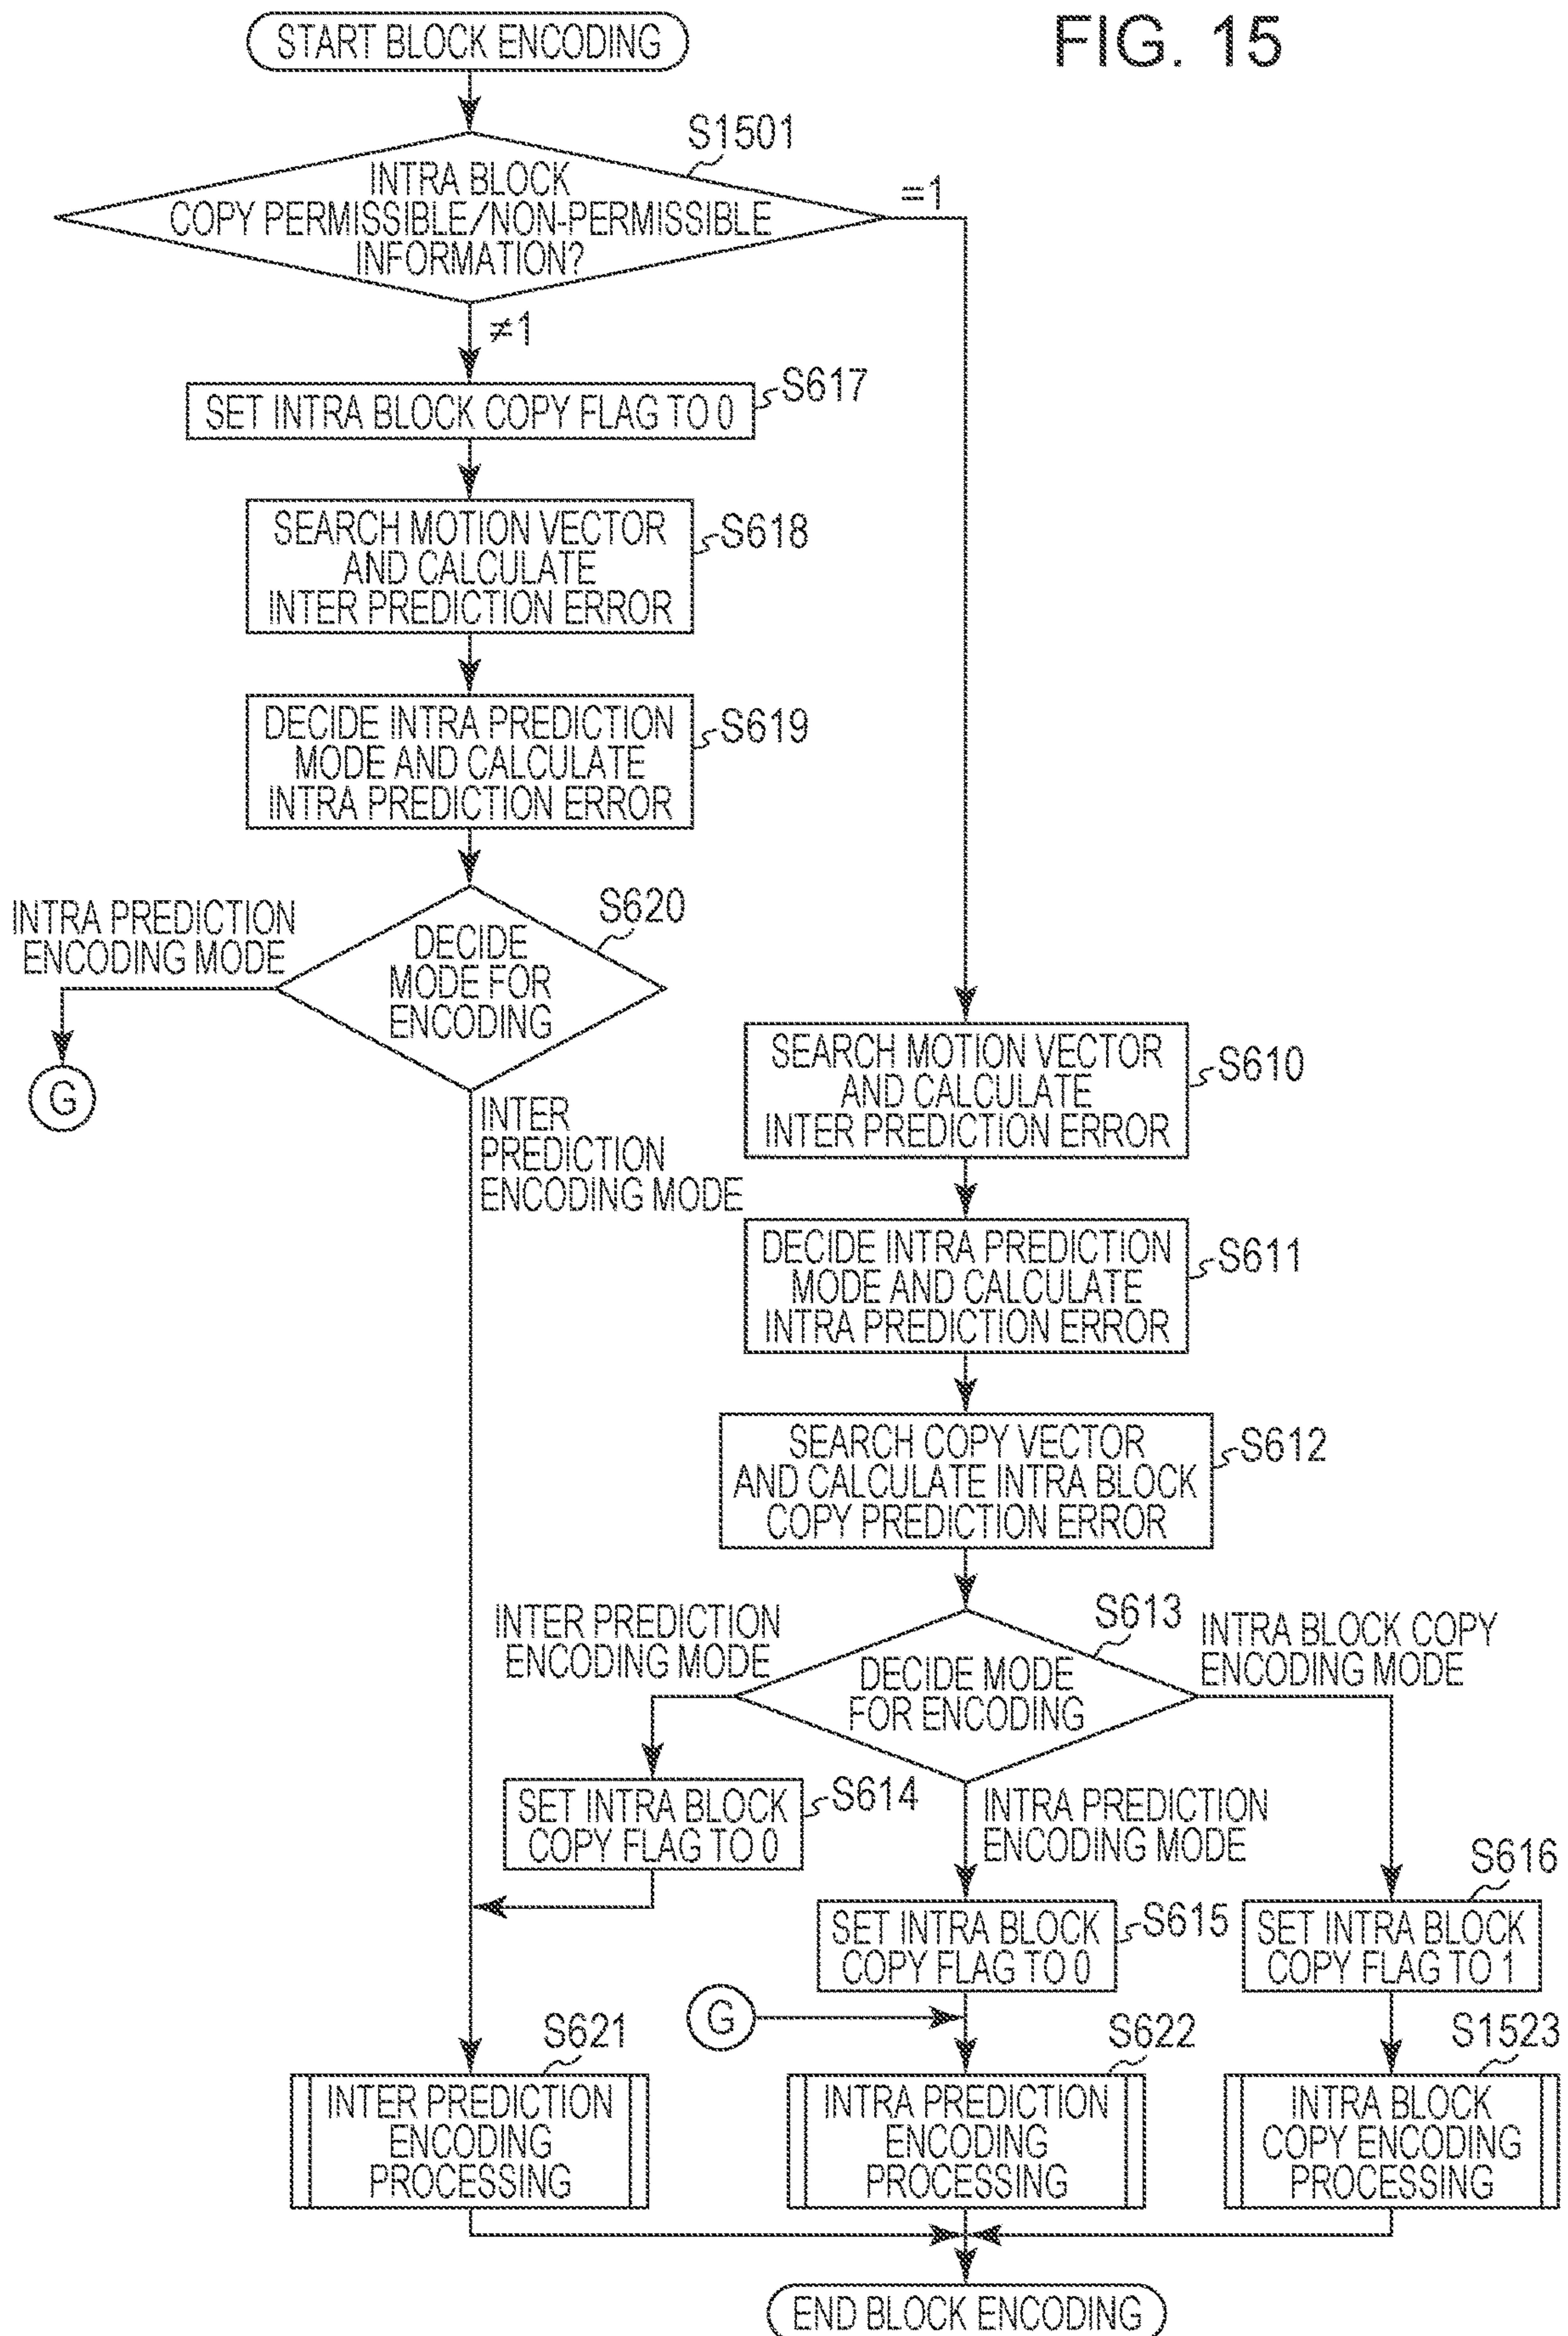 FIG. 15
START BLOCK ENCODING
S1501
INTRA BLOCK
COPY PERMISSIBLE/NON-PERMISSIBLE
INFORMATION?
=1
≠1
SET INTRA BLOCK COPY FLAG TO 0
S617
SEARCH MOTION VECTOR
AND CALCULATE
INTER PREDICTION ERROR
S618
DECIDE INTRA PREDICTION
MODE AND CALCULATE
INTRA PREDICTION ERROR
S619
INTRA PREDICTION
ENCODING MODE
S620
DECIDE
MODE FOR
ENCODING
G
INTER
PREDICTION
ENCODING MODE
SEARCH MOTION VECTOR
AND CALCULATE
INTER PREDICTION ERROR
S610
DECIDE INTRA PREDICTION
MODE AND CALCULATE
INTRA PREDICTION ERROR
S611
SEARCH COPY VECTOR
AND CALCULATE INTRA BLOCK
COPY PREDICTION ERROR
S612
INTER PREDICTION
ENCODING MODE
S613
DECIDE MODE
FOR ENCODING
INTRA BLOCK COPY
ENCODING MODE
SET INTRA BLOCK
COPY FLAG TO 0
S614
INTRA PREDICTION
ENCODING MODE
SET INTRA BLOCK
COPY FLAG TO 0
S615
S616
SET INTRA BLOCK
COPY FLAG TO 1
G
S621
INTER PREDICTION
ENCODING
PROCESSING
S622
INTRA PREDICTION
ENCODING
PROCESSING
S1523
INTRA BLOCK
COPY ENCODING
PROCESSING
END BLOCK ENCODING